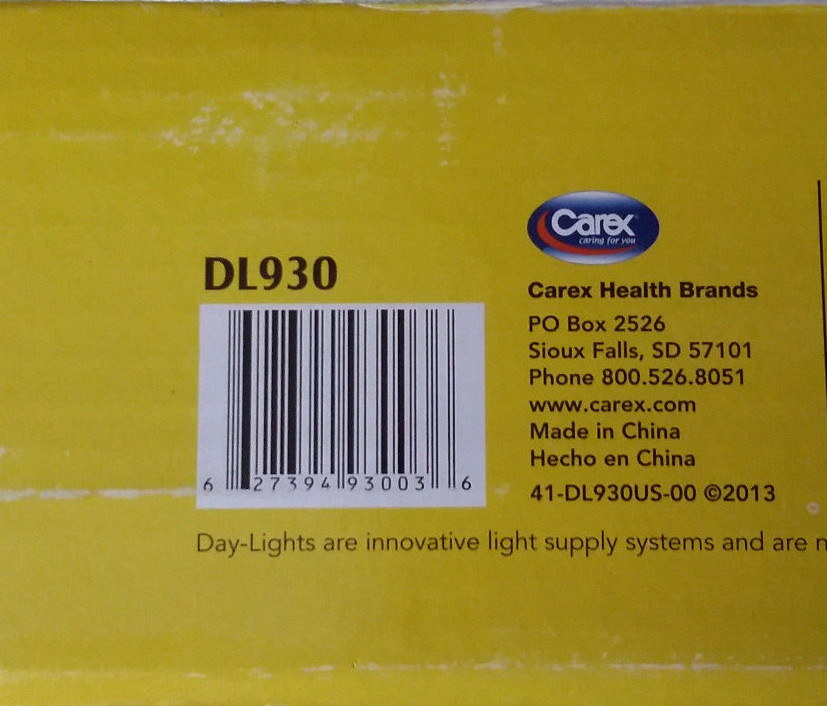 Carex
caring for you
DL930
Carex Health Brands
PO Box 2526
Sioux Falls, SD 57101
Phone 800.526.8051
www.carex.com
Made in China
Hecho en China
41-DL930US-00 ©2013
6 27394 93003 6
Day-Lights are innovative light supply systems and are